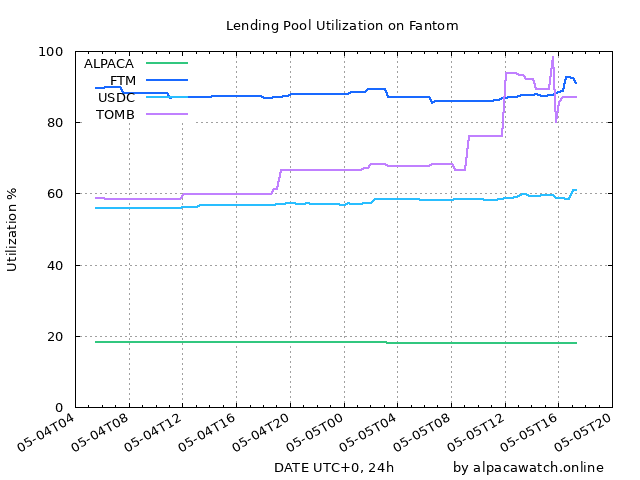 Lending Pool Utilization on Fantom
100
80
60
40
20
0
Utilization %
ALPACA
FTM
USDC
TOMB
05-04T04
05-04T08
05-04T12
05-04T16
05-04T20
05-05T00
05-05T04
05-05T08
05-05T12
05-05T16
05-05T20
DATE UTC+0, 24h
by alpacawatch.online